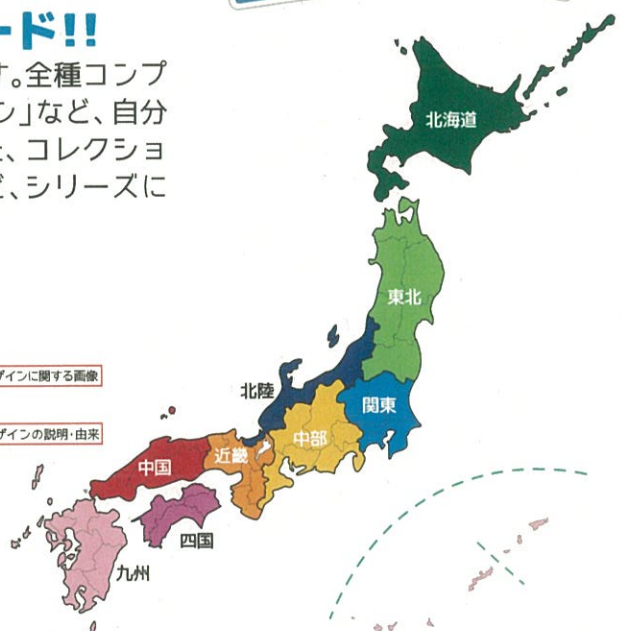 ード!!
す。全種コンプ
ン」など、自分
、コレクショ
、シリーズに
北海道
東北
ザインに関する画像
北陸
関東
ザインの説明・由来
中部
近畿
中国
四国
九州